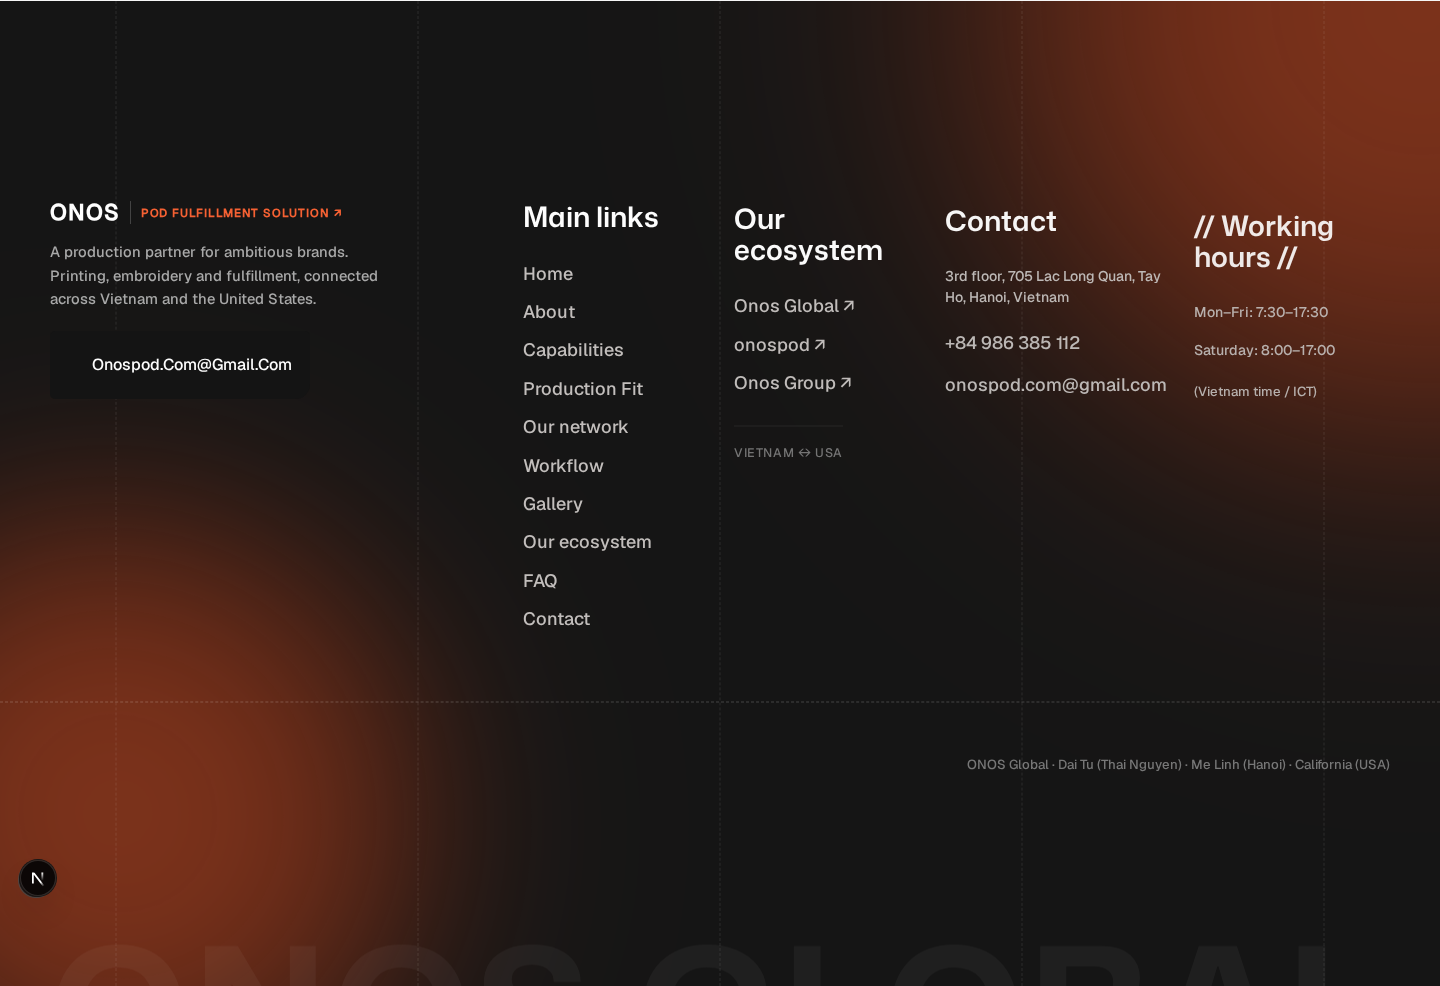 ONOS
POD FULFILLMENT SOLUTION ↗
A production partner for ambitious brands.
Printing, embroidery and fulfillment, connected
across Vietnam and the United States.
Onospod.Com@Gmail.Com
Main links
Home
About
Capabilities
Production Fit
Our network
Workflow
Gallery
Our ecosystem
FAQ
Contact
Our
ecosystem
Onos Global ↗
onospod ↗
Onos Group ↗
VIETNAM ↔ USA
Contact
3rd floor, 705 Lac Long Quan, Tay
Ho, Hanoi, Vietnam
+84 986 385 112
onospod.com@gmail.com
// Working
hours //
Mon–Fri: 7:30–17:30
Saturday: 8:00–17:00
(Vietnam time / ICT)
ONOS Global · Dai Tu (Thai Nguyen) · Me Linh (Hanoi) · California (USA)
N
ONOS GLOBAL